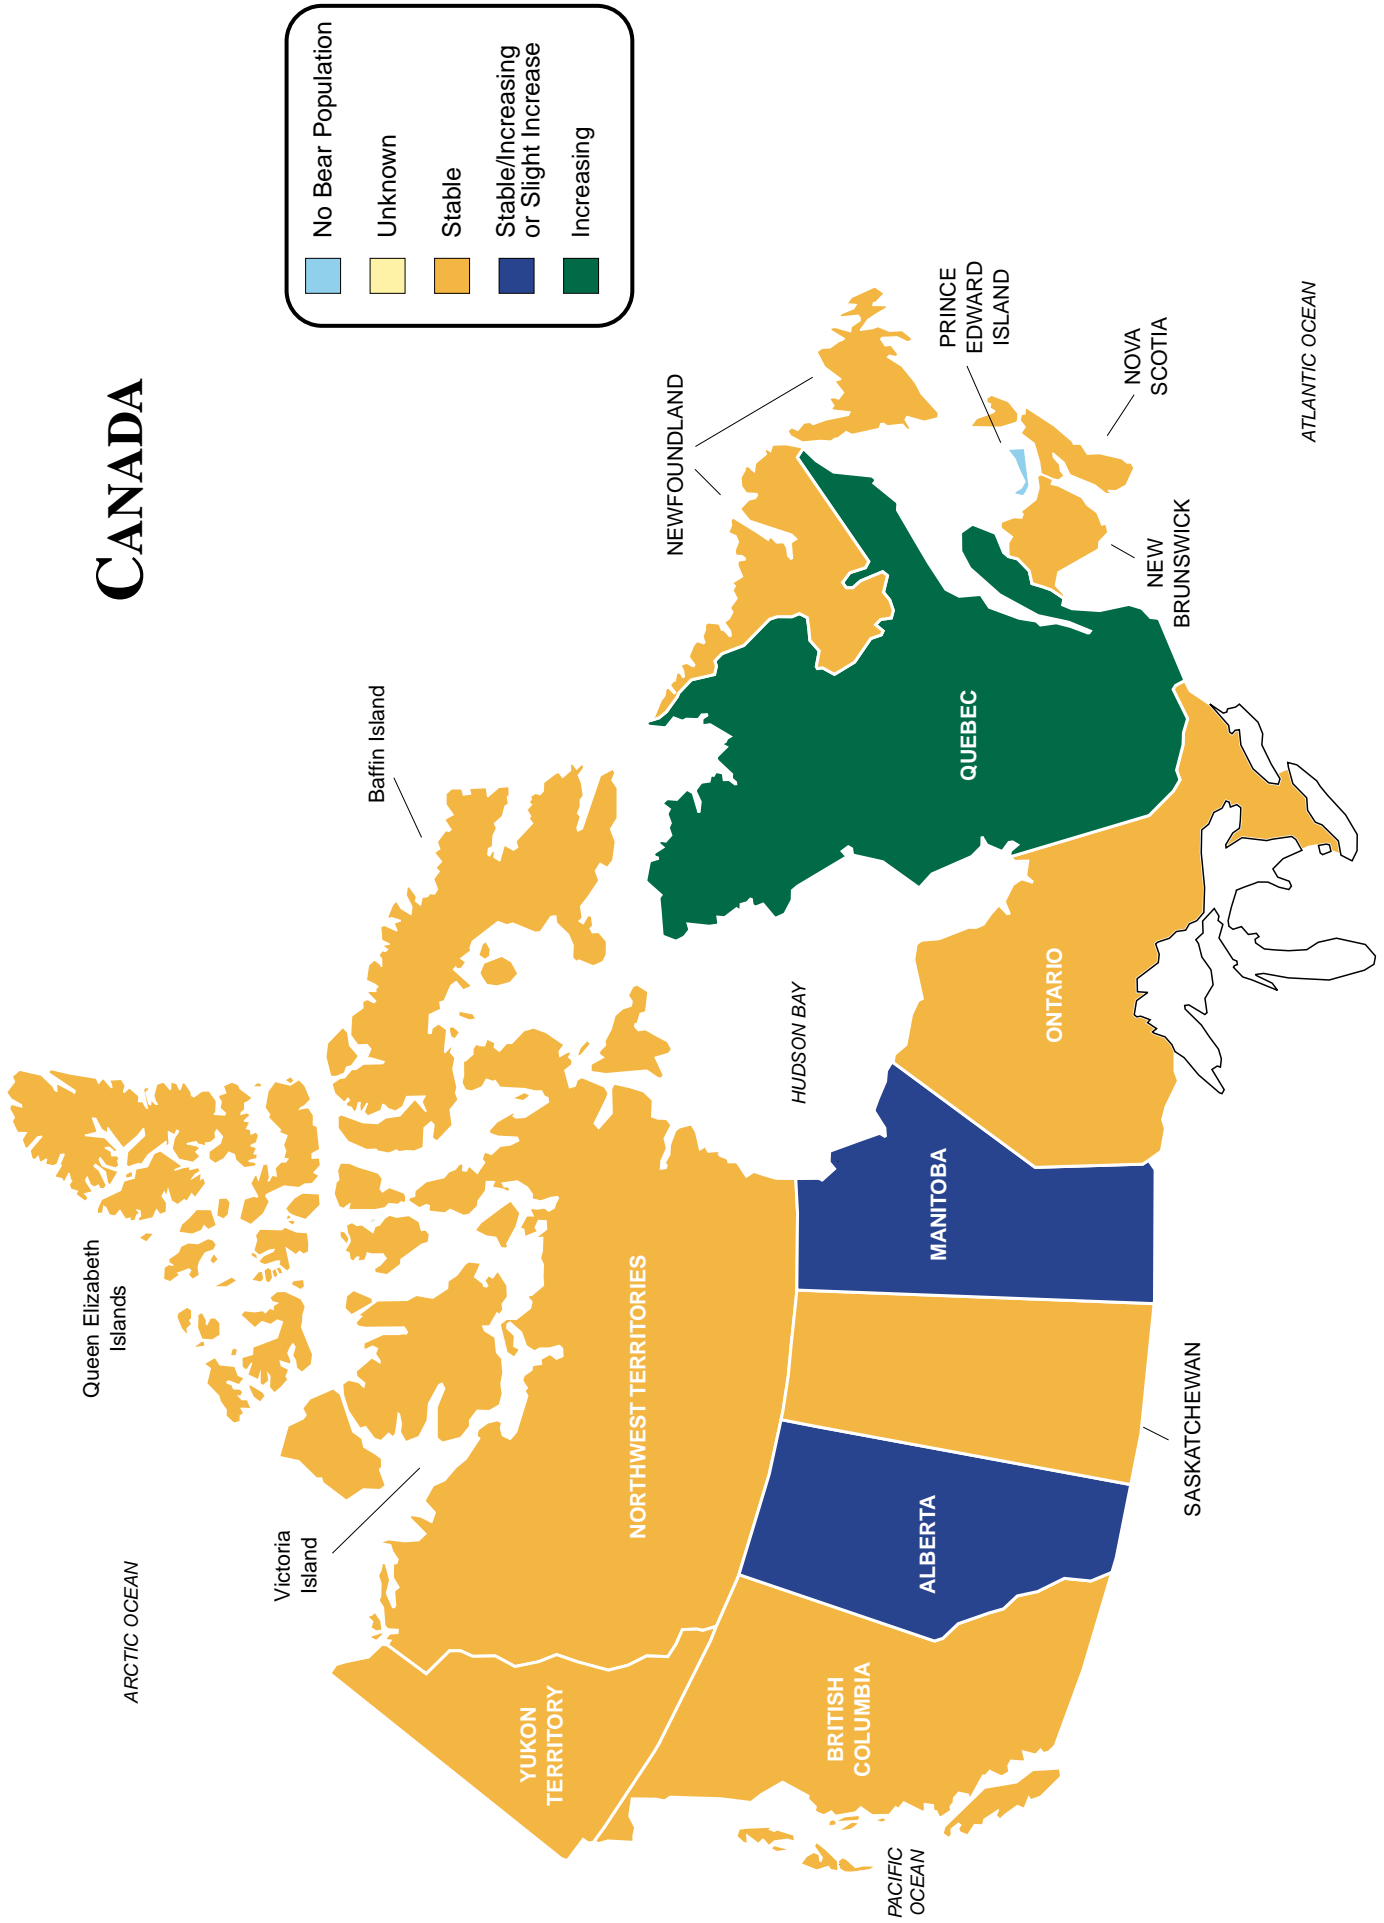 CANADA
No Bear Population
Unknown
Stable
Stable/Increasing
or Slight Increase
Increasing
ARCTIC OCEAN
Queen Elizabeth
Islands
Victoria
Island
Baffin Island
NEWFOUNDLAND
YUKON
TERRITORY
NORTHWEST TERRITORIES
HUDSON BAY
QUEBEC
PRINCE
EDWARD
ISLAND
BRITISH
COLUMBIA
ALBERTA
MANITOBA
ONTARIO
NOVA
SCOTIA
NEW
BRUNSWICK
PACIFIC
OCEAN
SASKATCHEWAN
ATLANTIC OCEAN